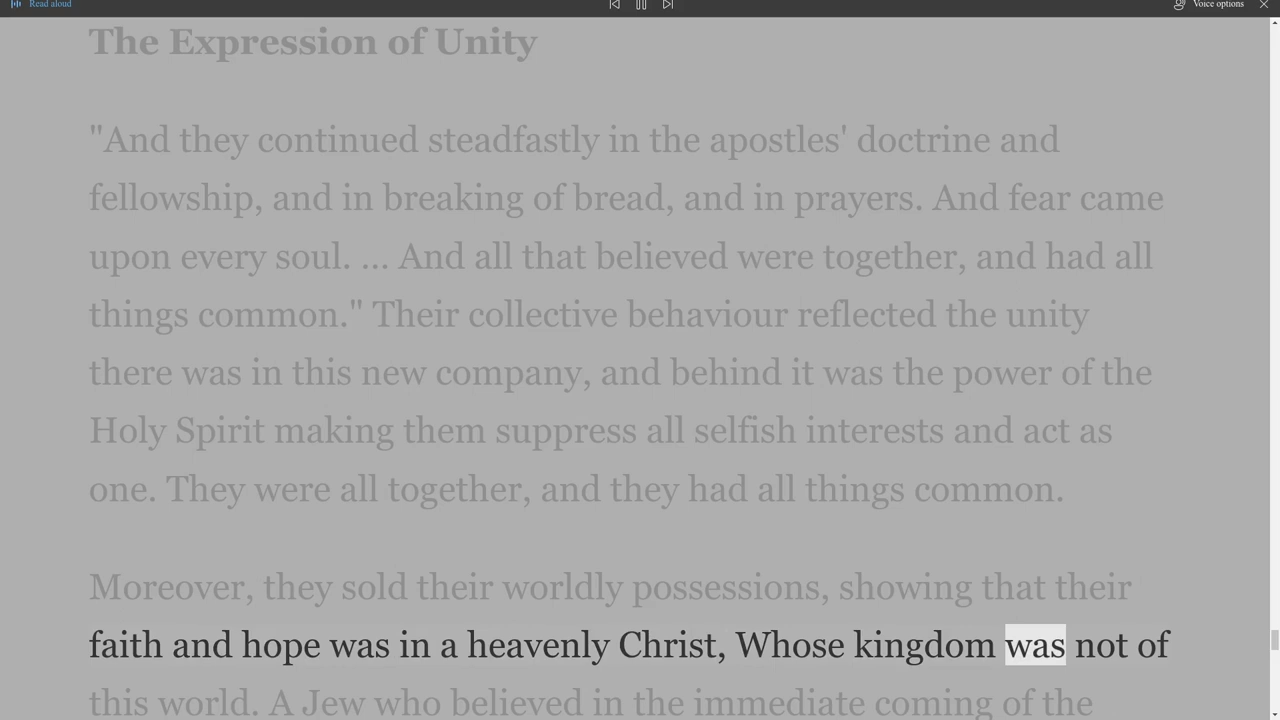 Read aloud
Voice options
The Expression of Unity
"And they continued steadfastly in the apostles' doctrine and
fellowship, and in breaking of bread, and in prayers. And fear came
upon every soul. ... And all that believed were together, and had all
things common." Their collective behaviour reflected the unity
there was in this new company, and behind it was the power of the
Holy Spirit making them suppress all selfish interests and act as
one. They were all together, and they had all things common.
Moreover, they sold their worldly possessions, showing that their
faith and hope was in a heavenly Christ, Whose kingdom was not of
this world. A Jew who believed in the immediate coming of the